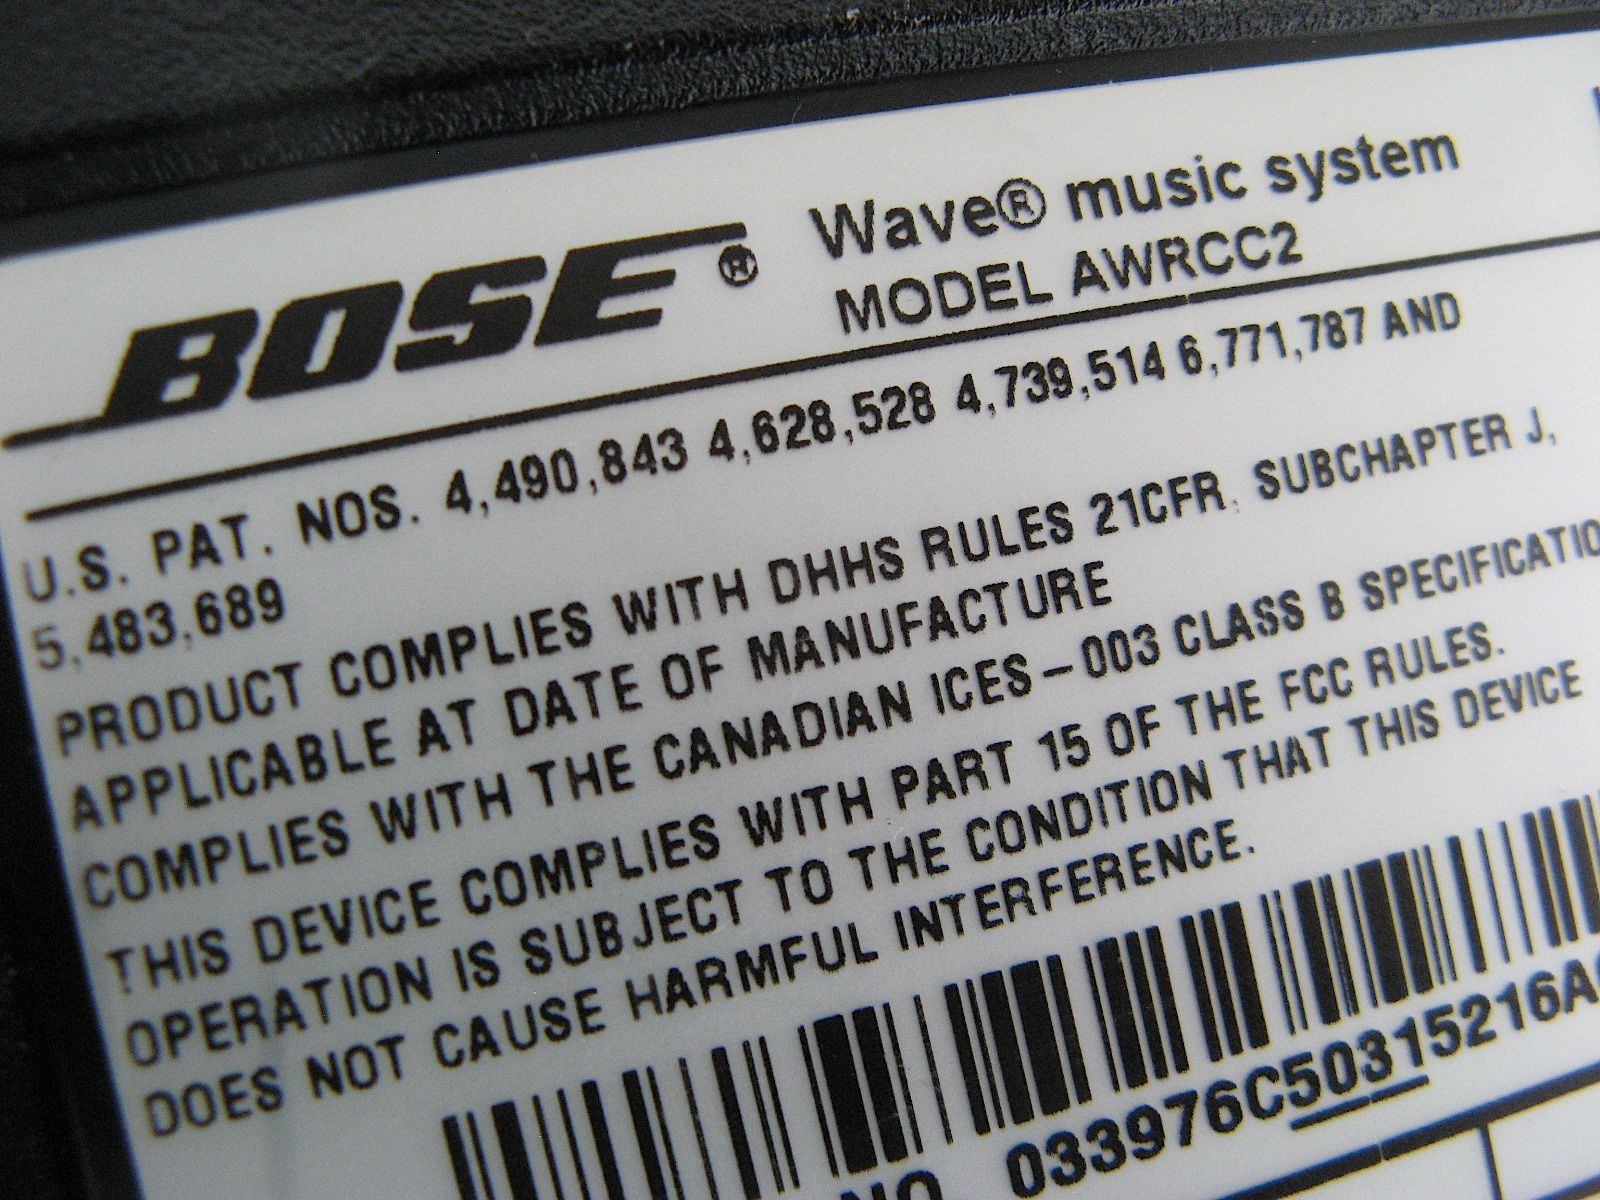 BOSE® Wave® music system
MODEL AWRCC2
U.S. PAT. NOS. 4,490,843 4,628,528 4,739,514 6,771,787 AND
5,483,689
PRODUCT COMPLIES WITH DHHS RULES 21CFR, SUBCHAPTER J,
APPLICABLE AT DATE OF MANUFACTURE
COMPLIES WITH THE CANADIAN ICES-003 CLASS B SPECIFICATIO
THIS DEVICE COMPLIES WITH PART 15 OF THE FCC RULES.
OPERATION IS SUBJECT TO THE CONDITION THAT THIS DEVICE
DOES NOT CAUSE HARMFUL INTERFERENCE.
NO 033976C50315216A